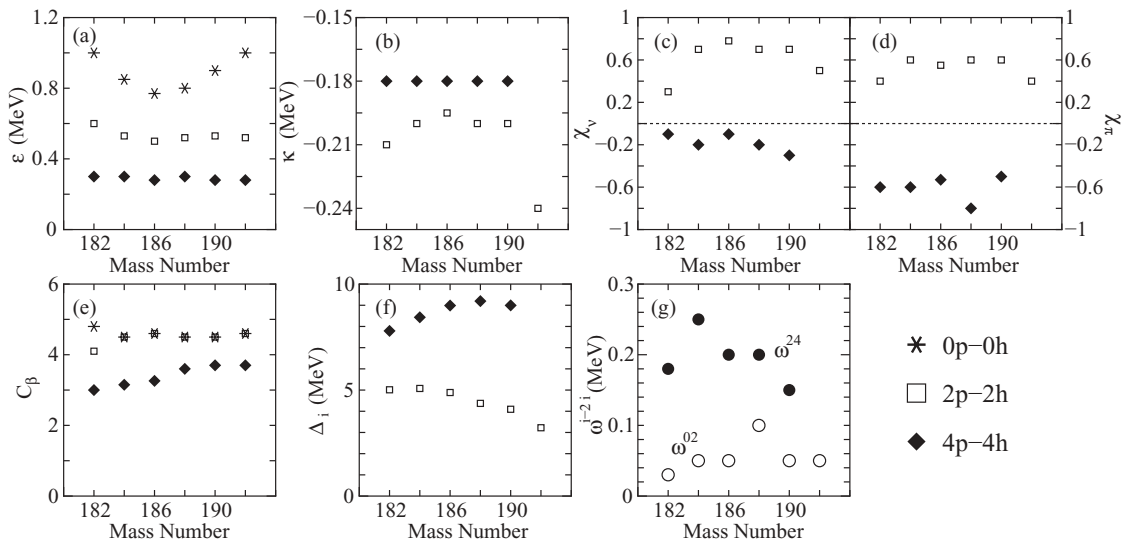 1.2
0.9
0.6
0.3
0
(a)
ε (MeV)
182 186 190
Mass Number
−0.15
−0.18
−0.21
−0.24
(b)
κ (MeV)
182 186 190
Mass Number
1
0.6
0.2
−0.2
−0.6
−1
(c)
χν
182 186 190
Mass Number
(d)
1
0.6
0.2
−0.2
−0.6
−1
χπ
182 186 190
Mass Number
6
4
2
0
(e)
Cβ
182 186 190
Mass Number
10
5
0
(f)
Δi (MeV)
182 186 190
Mass Number
0.3
0.2
0.1
0
(g)
ωi−2 i (MeV)
ω24
ω02
182 186 190
Mass Number
0p−0h
2p−2h
4p−4h